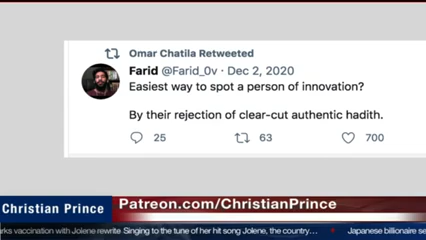 Omar Chatila Retweeted
Farid @Farid_0v · Dec 2, 2020
Easiest way to spot a person of innovation?
By their rejection of clear-cut authentic hadith.
25 63 700
Christian Prince
Patreon.com/ChristianPrince
rks vaccination with Jolene rewrite Singing to the tune of her hit song Jolene, the country… Japanese billionaire se